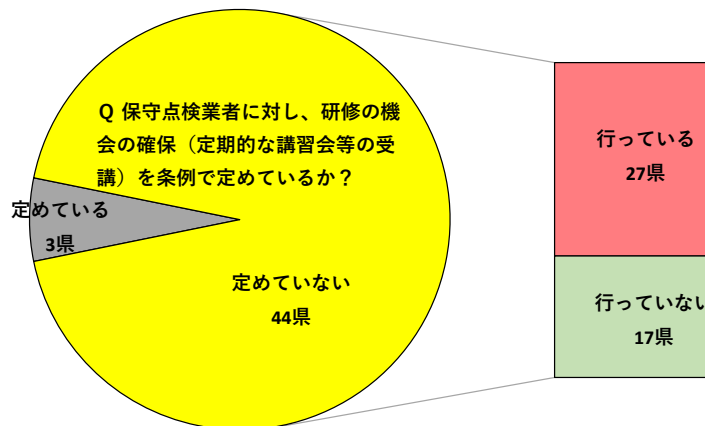 Q 保守点検業者に対し、研修の機
会の確保（定期的な講習会等の受
講）を条例で定めているか？
定めている
3県
定めていない
44県
行っている
27県
行っていない
17県